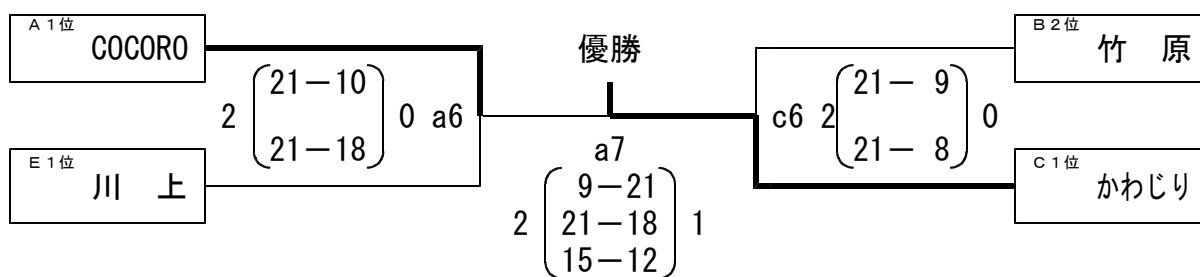 A1位
COCORO
優勝
B2位
竹 原
2 21－10 0 a6
21－18
c6 2 21－ 9 0
21－ 8
E1位
川 上
a7
C1位
かわじり
2 9－21 1
21－18
15－12